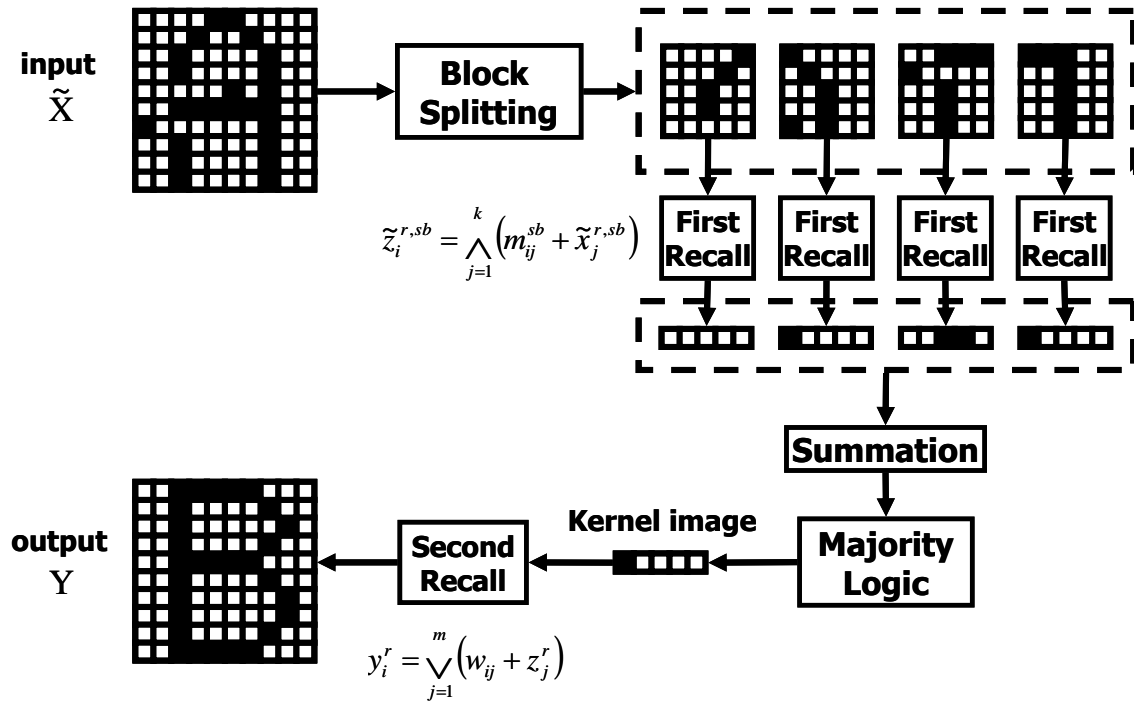 input
X̃
Block
Splitting
First
Recall
First
Recall
First
Recall
First
Recall
z̃_i^{r,sb} = ⋀_{j=1}^{k} (m_{ij}^{sb} + x̃_j^{r,sb})
Summation
Majority
Logic
Kernel image
Second
Recall
output
Y
y_i^r = ⋁_{j=1}^{m} (w_{ij} + z_j^r)